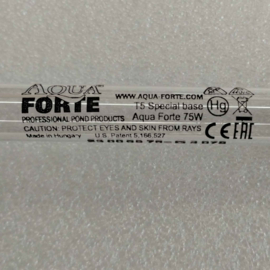 AQUA
FORTE
PROFESSIONAL POND PRODUCTS
WWW.AQUA-FORTE.COM
T5 Special base
Aqua Forte 75W
Hg
CAUTION: PROTECT EYES AND SKIN FROM RAYS
Made in Hungary U.S. Patent 5,166,527
CE EAC